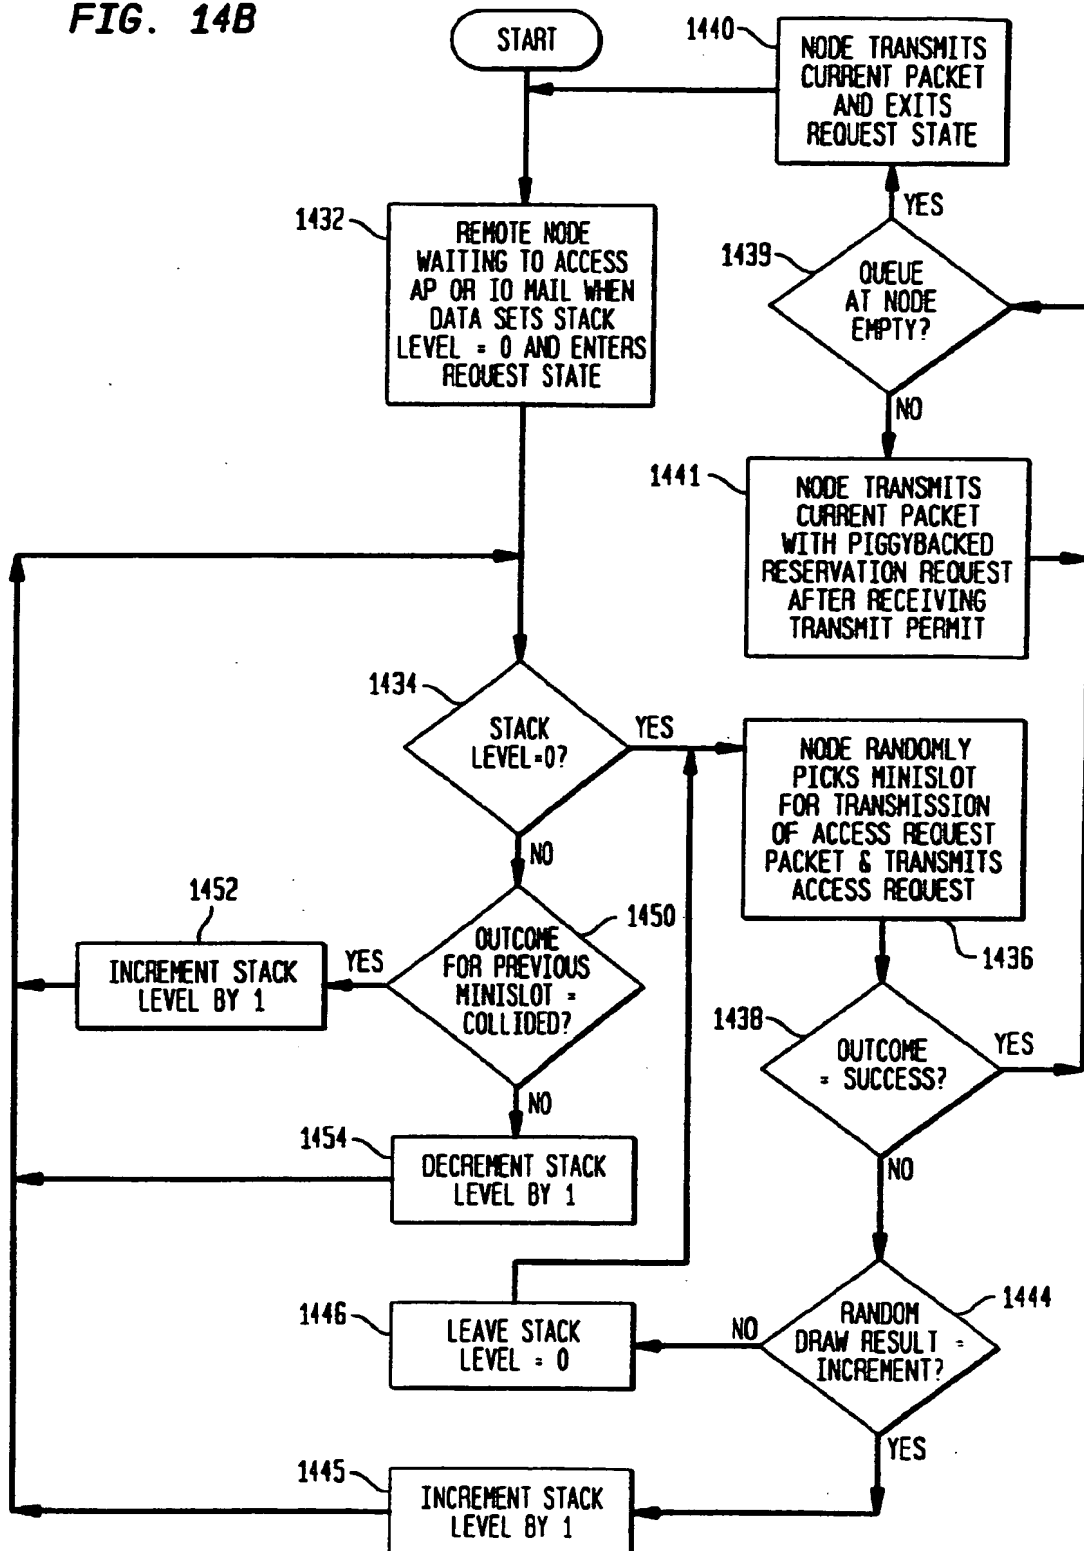 FIG. 14B
START
1440
NODE TRANSMITS
CURRENT PACKET
AND EXITS
REQUEST STATE
YES
1439
QUEUE
AT NODE
EMPTY?
NO
1432
REMOTE NODE
WAITING TO ACCESS
AP OR IO MAIL WHEN
DATA SETS STACK
LEVEL = 0 AND ENTERS
REQUEST STATE
1441
NODE TRANSMITS
CURRENT PACKET
WITH PIGGYBACKED
RESERVATION REQUEST
AFTER RECEIVING
TRANSMIT PERMIT
1434
STACK
LEVEL=0?
YES
NO
NODE RANDOMLY
PICKS MINISLOT
FOR TRANSMISSION
OF ACCESS REQUEST
PACKET & TRANSMITS
ACCESS REQUEST
1436
1452
INCREMENT STACK
LEVEL BY 1
YES
1450
OUTCOME
FOR PREVIOUS
MINISLOT =
COLLIDED?
NO
1438
OUTCOME
= SUCCESS?
YES
NO
1454
DECREMENT STACK
LEVEL BY 1
1446
LEAVE STACK
LEVEL = 0
NO
1444
RANDOM
DRAW RESULT =
INCREMENT?
YES
1445
INCREMENT STACK
LEVEL BY 1